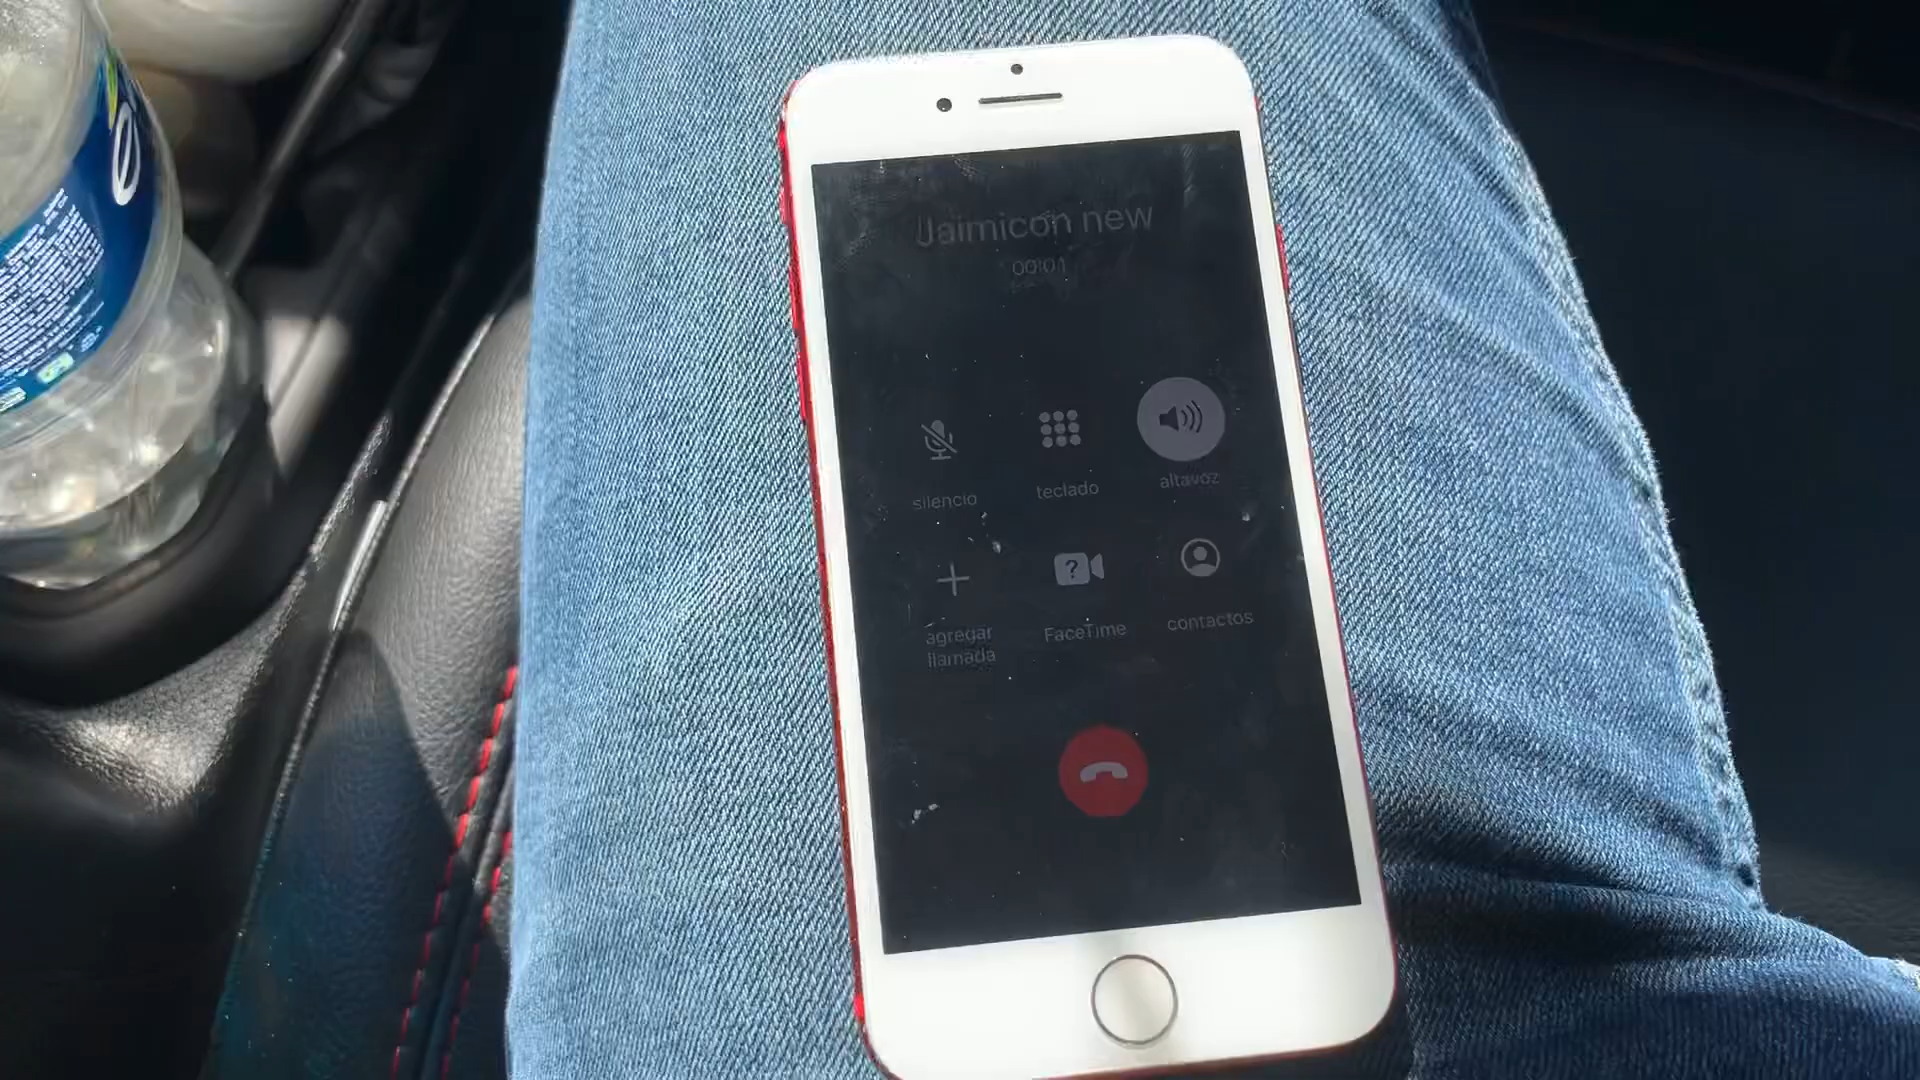 Jaimicon new
00:01
silencio
teclado
altavoz
agregar
llamada
?
FaceTime
contactos